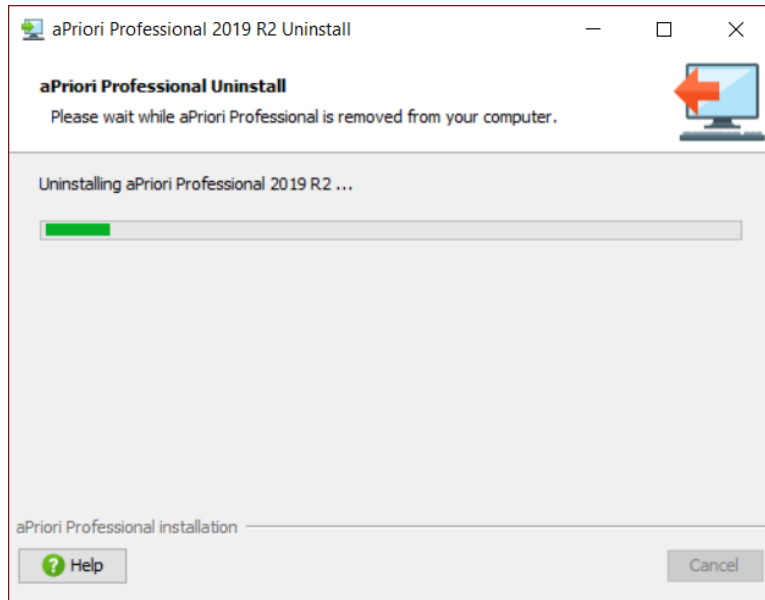 aPriori Professional 2019 R2 Uninstall
aPriori Professional Uninstall
Please wait while aPriori Professional is removed from your computer.
Uninstalling aPriori Professional 2019 R2 ...
aPriori Professional installation
Help
Cancel